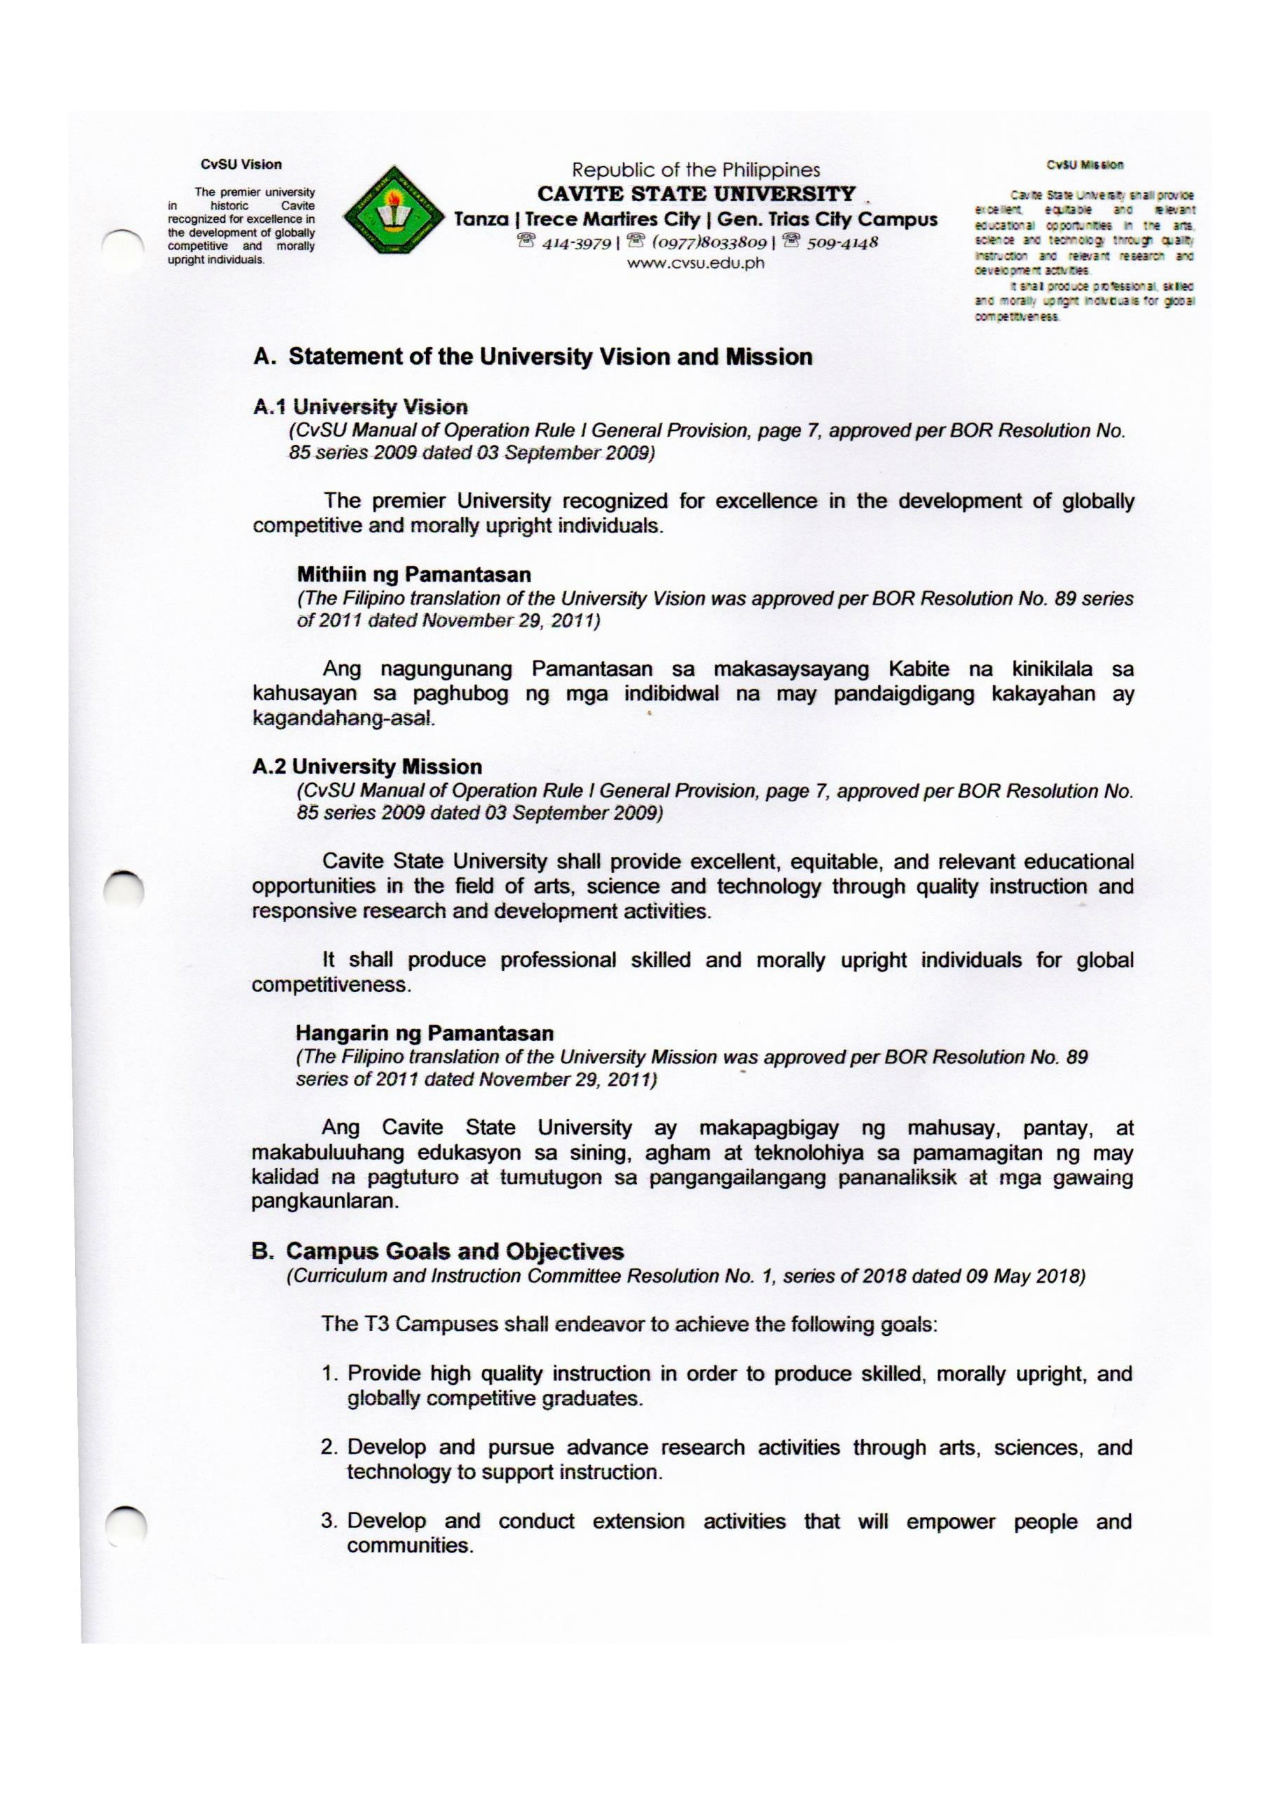 CvSU Vision
The premier university
in historic Cavite
recognized for excellence in
the development of globally
competitive and morally
upright individuals.
Republic of the Philippines
CAVITE STATE UNIVERSITY
Tanza | Trece Martires City | Gen. Trias City Campus
☏ 414-3979 | ☏ (0977)8033809 | ☏ 509-4148
www.cvsu.edu.ph
CvSU Mission
Cavite State University shall provide
excellent, equitable and relevant
educational opportunities in the arts,
science and technology through quality
instruction and relevant research and
development activities.
It shall produce professional, skilled
and morally upright individuals for global
competitiveness.
A. Statement of the University Vision and Mission
A.1 University Vision
(CvSU Manual of Operation Rule I General Provision, page 7, approved per BOR Resolution No.
85 series 2009 dated 03 September 2009)
The premier University recognized for excellence in the development of globally
competitive and morally upright individuals.
Mithiin ng Pamantasan
(The Filipino translation of the University Vision was approved per BOR Resolution No. 89 series
of 2011 dated November 29, 2011)
Ang nagungunang Pamantasan sa makasaysayang Kabite na kinikilala sa
kahusayan sa paghubog ng mga indibidwal na may pandaigdigang kakayahan ay
kagandahang-asal.
A.2 University Mission
(CvSU Manual of Operation Rule I General Provision, page 7, approved per BOR Resolution No.
85 series 2009 dated 03 September 2009)
Cavite State University shall provide excellent, equitable, and relevant educational
opportunities in the field of arts, science and technology through quality instruction and
responsive research and development activities.
It shall produce professional skilled and morally upright individuals for global
competitiveness.
Hangarin ng Pamantasan
(The Filipino translation of the University Mission was approved per BOR Resolution No. 89
series of 2011 dated November 29, 2011)
Ang Cavite State University ay makapagbigay ng mahusay, pantay, at
makabuluuhang edukasyon sa sining, agham at teknolohiya sa pamamagitan ng may
kalidad na pagtuturo at tumutugon sa pangangailangang pananaliksik at mga gawaing
pangkaunlaran.
B. Campus Goals and Objectives
(Curriculum and Instruction Committee Resolution No. 1, series of 2018 dated 09 May 2018)
The T3 Campuses shall endeavor to achieve the following goals:
1. Provide high quality instruction in order to produce skilled, morally upright, and
globally competitive graduates.
2. Develop and pursue advance research activities through arts, sciences, and
technology to support instruction.
3. Develop and conduct extension activities that will empower people and
communities.